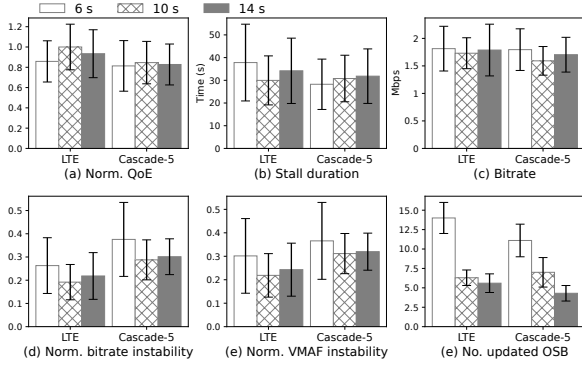 6 s 10 s 14 s
1.2
1.0
0.8
0.6
0.4
0.2
0.0
LTE Cascade-5
(a) Norm. QoE
Time (s)
50
40
30
20
10
0
LTE Cascade-5
(b) Stall duration
Mbps
2
1.5
1
0.5
0
LTE Cascade-5
(c) Bitrate
0.5
0.4
0.3
0.2
0.1
0.0
LTE Cascade-5
(d) Norm. bitrate instability
0.5
0.4
0.3
0.2
0.1
0.0
LTE Cascade-5
(e) Norm. VMAF instability
15.0
12.5
10.0
7.5
5.0
2.5
0.0
LTE Cascade-5
(e) No. updated OSB